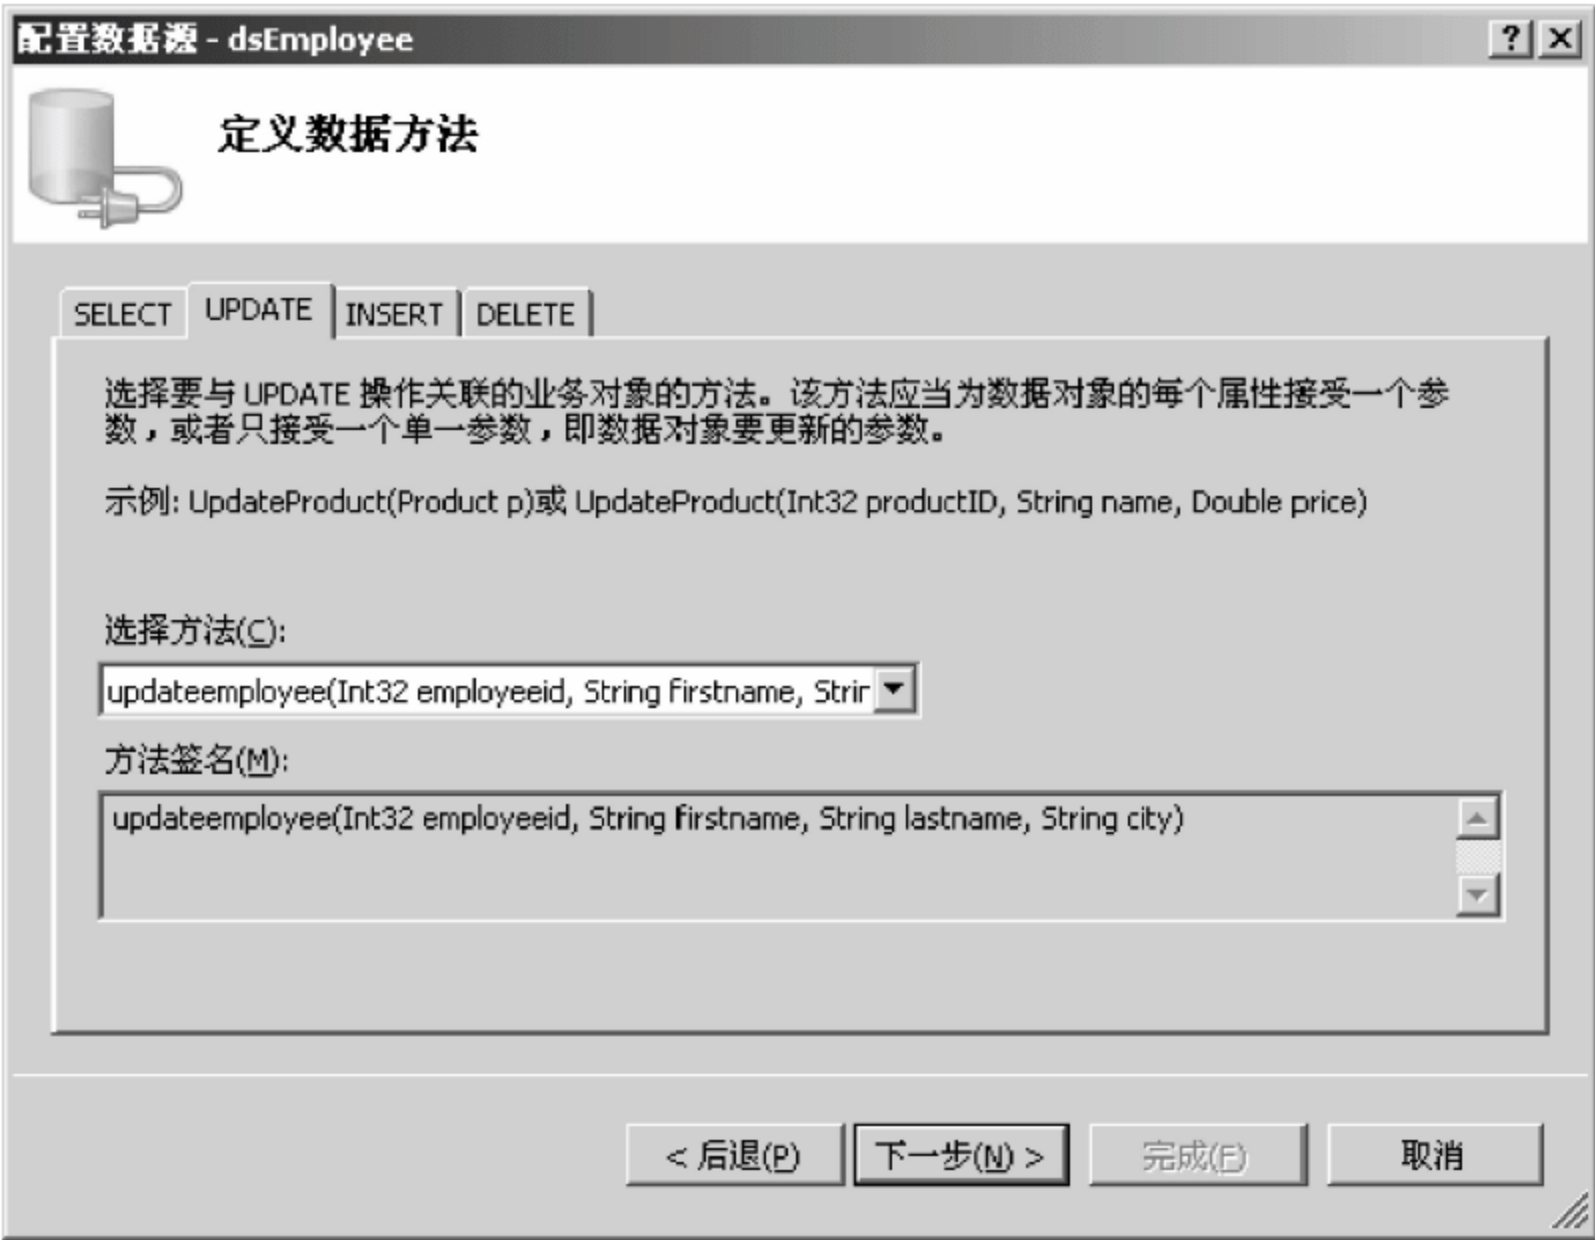 配置数据源 - dsEmployee
定义数据方法
SELECT UPDATE INSERT DELETE
选择要与 UPDATE 操作关联的业务对象的方法。该方法应当为数据对象的每个属性接受一个参
数，或者只接受一个单一参数，即数据对象要更新的参数。
示例: UpdateProduct(Product p)或 UpdateProduct(Int32 productID, String name, Double price)
选择方法(C):
updateemployee(Int32 employeeid, String firstname, Strin
方法签名(M):
updateemployee(Int32 employeeid, String firstname, String lastname, String city)
< 后退(P) 下一步(N) > 完成(F) 取消